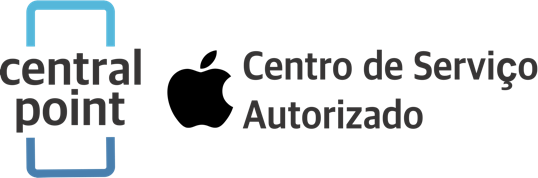 central
point
Centro de Serviço
Autorizado